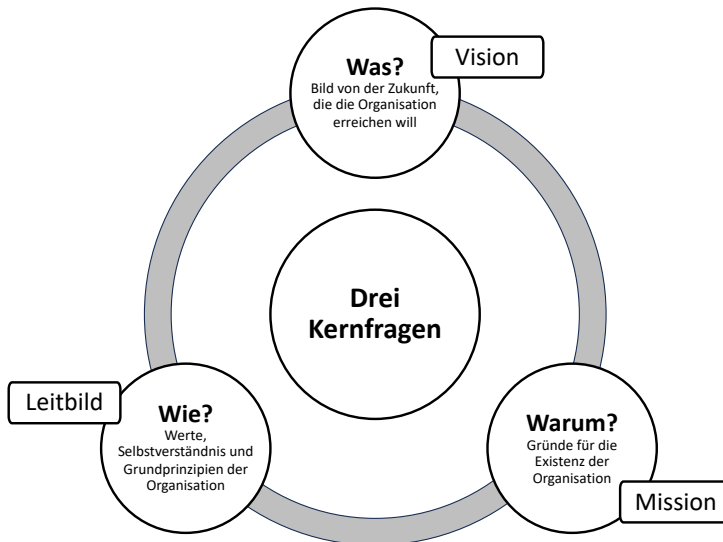 Was?
Bild von der Zukunft,
die die Organisation
erreichen will
Vision
Drei
Kernfragen
Leitbild
Wie?
Werte,
Selbstverständnis und
Grundprinzipien der
Organisation
Warum?
Gründe für die
Existenz der
Organisation
Mission